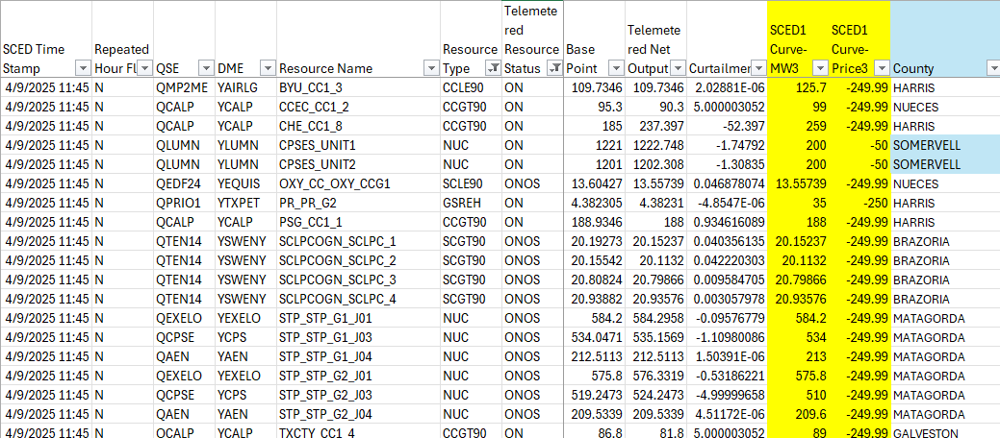 SCED Time Stamp Repeated Hour Fl QSE DME Resource Name Resource Type Telemetered Resource Status Base Point Telemetered Net Output Curtailmen SCED1 Curve-MW3 SCED1 Curve-Price3 County
4/9/2025 11:45 N QMP2ME YAIRLG BYU_CC1_3 CCLE90 ON 109.7346 109.7346 2.02881E-06 125.7 -249.99 HARRIS
4/9/2025 11:45 N QCALP YCALP CCEC_CC1_2 CCGT90 ON 95.3 90.3 5.000003052 99 -249.99 NUECES
4/9/2025 11:45 N QCALP YCALP CHE_CC1_8 CCGT90 ON 185 237.397 -52.397 259 -249.99 HARRIS
4/9/2025 11:45 N QLUMN YLUMN CPSES_UNIT1 NUC ON 1221 1222.748 -1.74792 200 -50 SOMERVELL
4/9/2025 11:45 N QLUMN YLUMN CPSES_UNIT2 NUC ON 1201 1202.308 -1.30835 200 -50 SOMERVELL
4/9/2025 11:45 N QEDF24 YEQUIS OXY_CC_OXY_CCG1 SCLE90 ONOS 13.60427 13.55739 0.046878074 13.55739 -249.99 NUECES
4/9/2025 11:45 N QPRIO1 YTXPET PR_PR_G2 GSREH ON 4.382305 4.38231 -4.8547E-06 35 -250 HARRIS
4/9/2025 11:45 N QCALP YCALP PSG_CC1_1 CCGT90 ON 188.9346 188 0.934616089 188 -249.99 HARRIS
4/9/2025 11:45 N QTEN14 YSWENY SCLPCOGN_SCLPC_1 SCGT90 ONOS 20.19273 20.15237 0.040356135 20.15237 -249.99 BRAZORIA
4/9/2025 11:45 N QTEN14 YSWENY SCLPCOGN_SCLPC_2 SCGT90 ONOS 20.15542 20.1132 0.042220303 20.1132 -249.99 BRAZORIA
4/9/2025 11:45 N QTEN14 YSWENY SCLPCOGN_SCLPC_3 SCGT90 ONOS 20.80824 20.79866 0.009584705 20.79866 -249.99 BRAZORIA
4/9/2025 11:45 N QTEN14 YSWENY SCLPCOGN_SCLPC_4 SCGT90 ONOS 20.93882 20.93576 0.003057978 20.93576 -249.99 BRAZORIA
4/9/2025 11:45 N QEXELO YEXELO STP_STP_G1_J01 NUC ONOS 584.2 584.2958 -0.09576779 584.2 -249.99 MATAGORDA
4/9/2025 11:45 N QCPSE YCPS STP_STP_G1_J03 NUC ONOS 534.0471 535.1569 -1.10980086 534 -249.99 MATAGORDA
4/9/2025 11:45 N QAEN YAEN STP_STP_G1_J04 NUC ONOS 212.5113 212.5113 1.50391E-06 213 -249.99 MATAGORDA
4/9/2025 11:45 N QEXELO YEXELO STP_STP_G2_J01 NUC ONOS 575.8 576.3319 -0.53186221 575.8 -249.99 MATAGORDA
4/9/2025 11:45 N QCPSE YCPS STP_STP_G2_J03 NUC ONOS 519.2473 524.2473 -4.99999658 510 -249.99 MATAGORDA
4/9/2025 11:45 N QAEN YAEN STP_STP_G2_J04 NUC ONOS 209.5339 209.5339 4.51172E-06 209.6 -249.99 MATAGORDA
4/9/2025 11:45 N QCALP YCALP TXCTY_CC1_4 CCGT90 ON 86.8 81.8 5.000003052 89 -249.99 GALVESTON